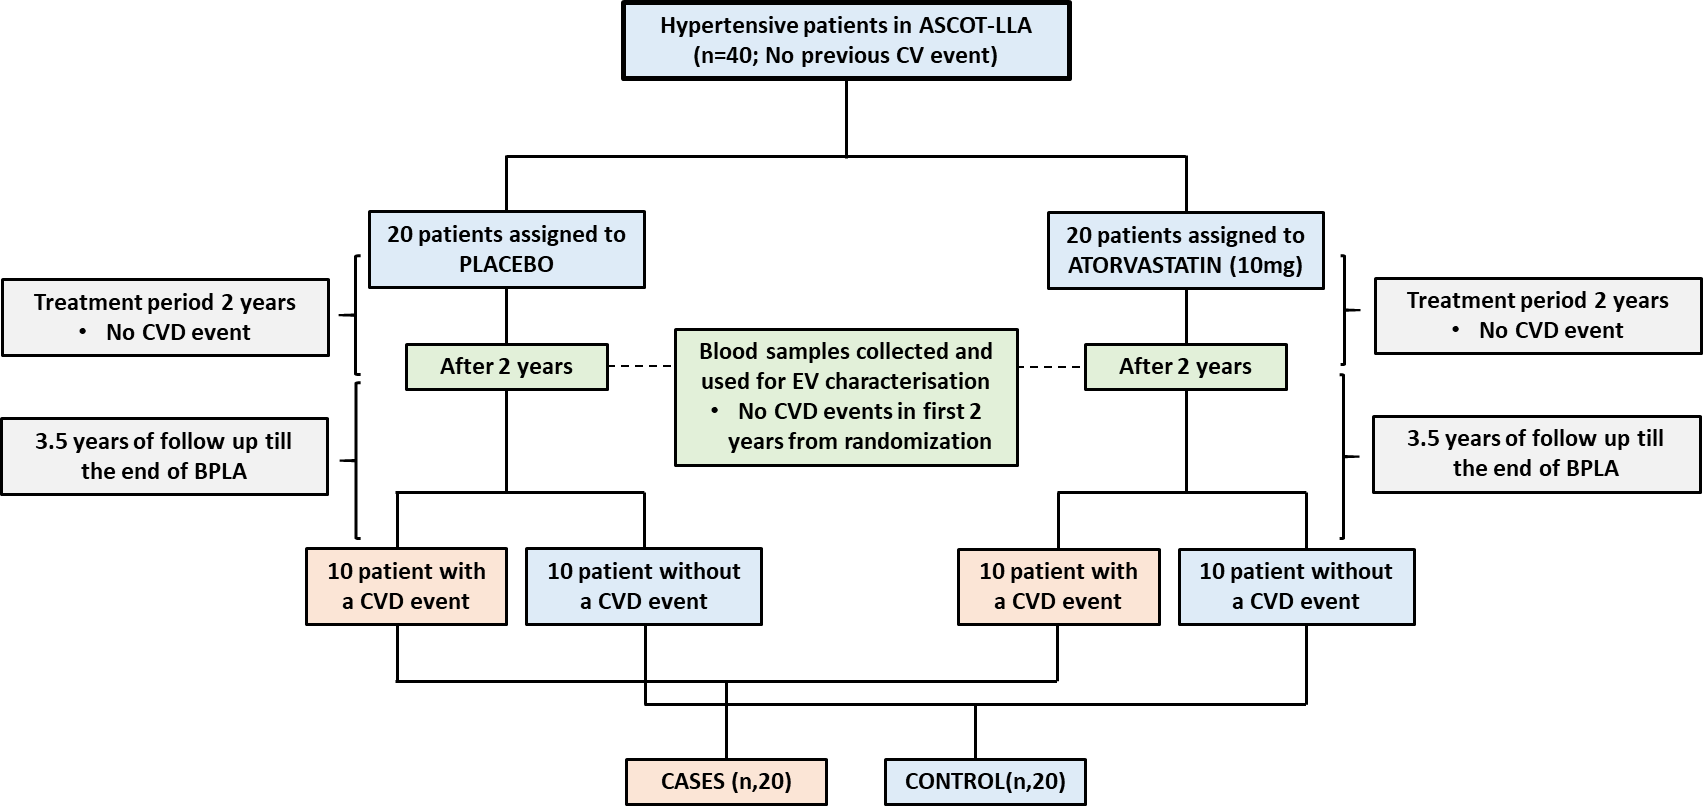 Hypertensive patients in ASCOT-LLA
(n=40; No previous CV event)
20 patients assigned to
PLACEBO
20 patients assigned to
ATORVASTATIN (10mg)
Treatment period 2 years
• No CVD event
Treatment period 2 years
• No CVD event
After 2 years
Blood samples collected and
used for EV characterisation
• No CVD events in first 2
years from randomization
After 2 years
3.5 years of follow up till
the end of BPLA
3.5 years of follow up till
the end of BPLA
10 patient with
a CVD event
10 patient without
a CVD event
10 patient with
a CVD event
10 patient without
a CVD event
CASES (n,20)
CONTROL(n,20)